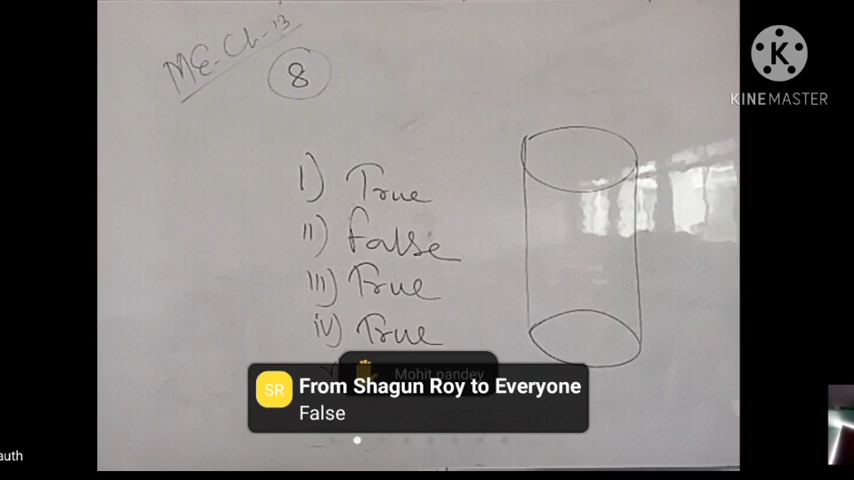 ME-Ch-13
8
I) True
II) False
III) True
iv) True
Mohit pandey
SR
From Shagun Roy to Everyone
False
auth
KINEMASTER